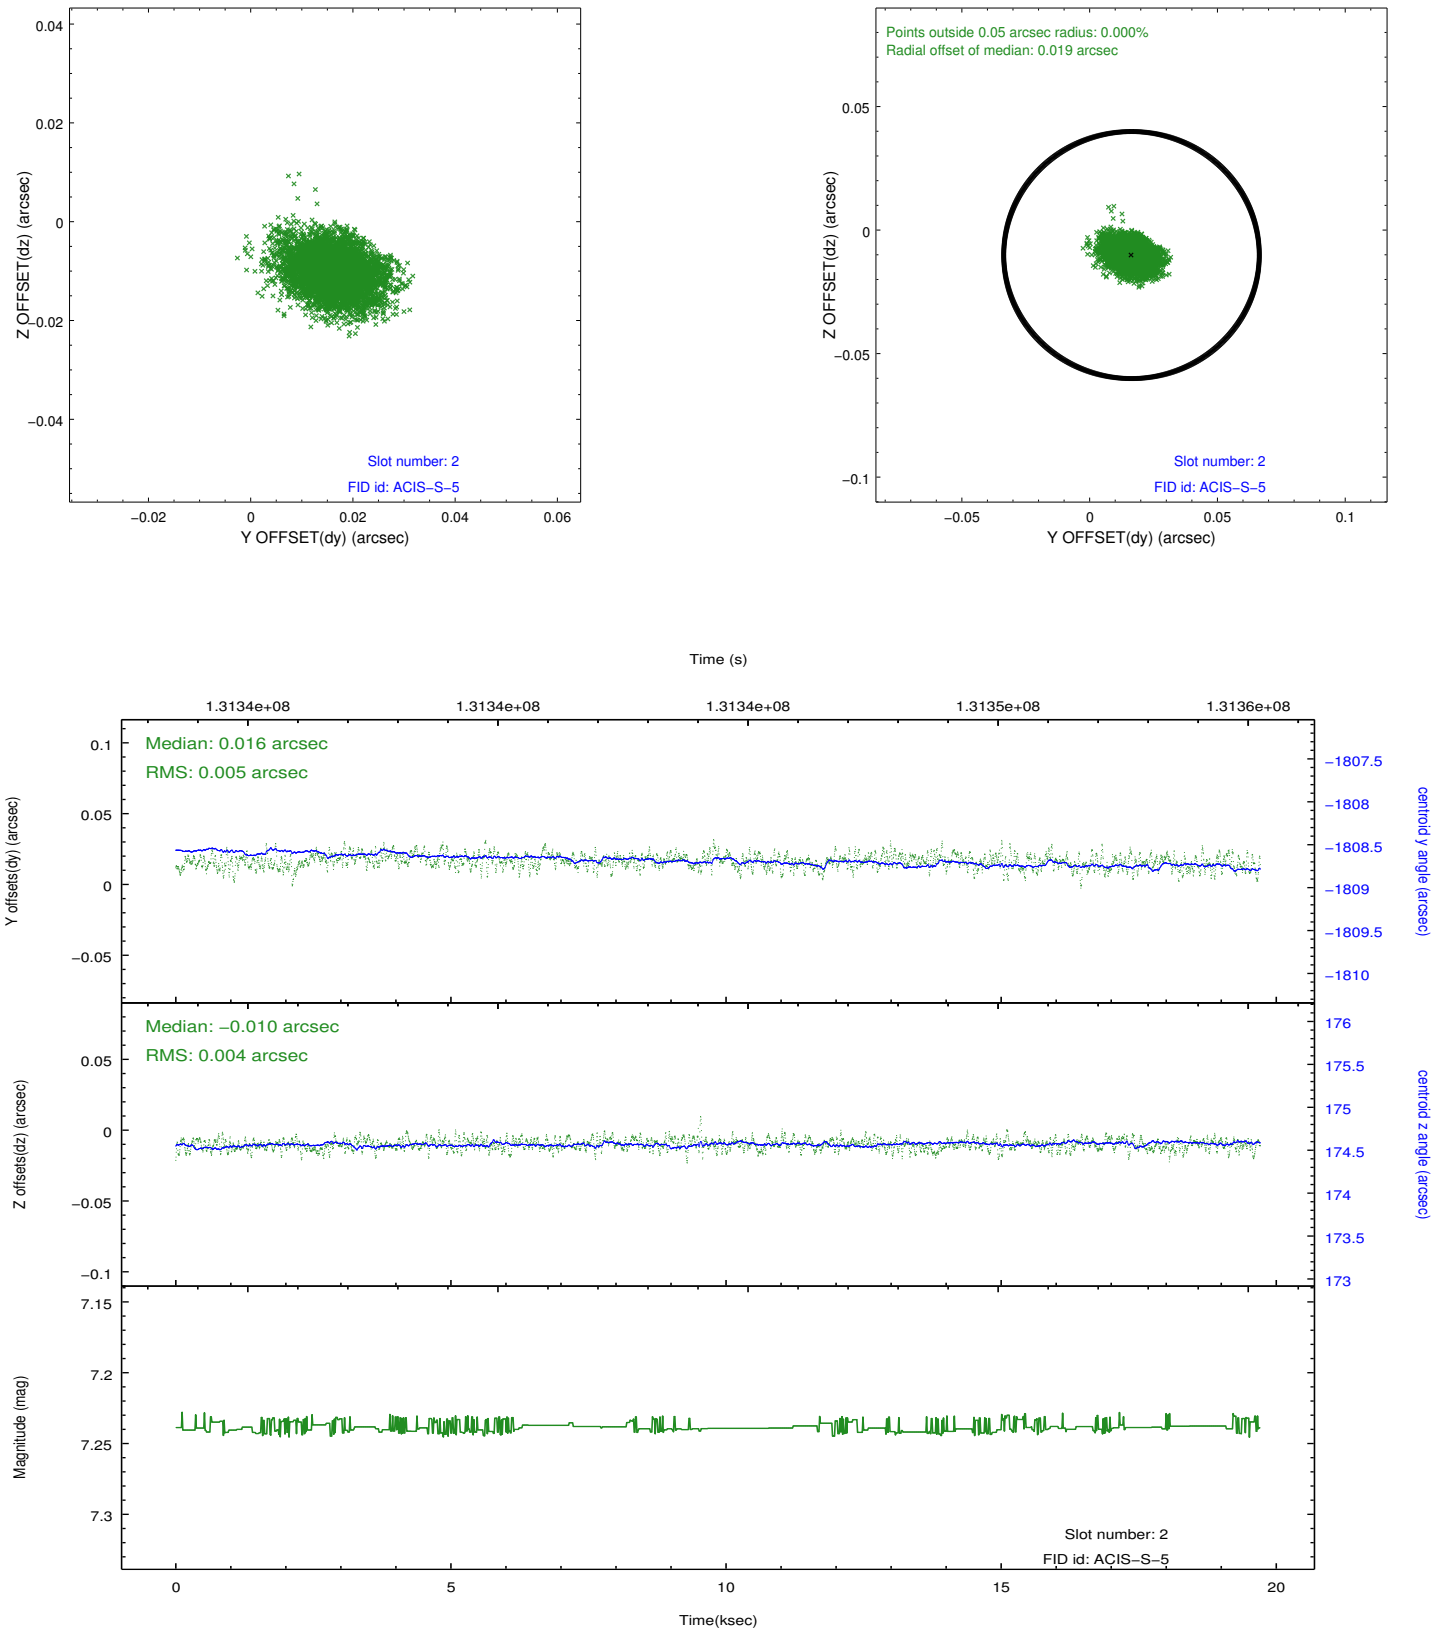 0.04
0.02
0
−0.02
−0.04
Z OFFSET(dz) (arcsec)
Slot number: 2
FID id: ACIS−S−5
−0.02 0 0.02 0.04 0.06
Y OFFSET(dy) (arcsec)
Points outside 0.05 arcsec radius: 0.000%
Radial offset of median: 0.019 arcsec
0.05
0
−0.05
−0.1
Z OFFSET(dz) (arcsec)
Slot number: 2
FID id: ACIS−S−5
−0.05 0 0.05 0.1
Y OFFSET(dy) (arcsec)
Time (s)
1.3134e+08 1.3134e+08 1.3134e+08 1.3135e+08 1.3136e+08
Median: 0.016 arcsec
RMS: 0.005 arcsec
0.1
0.05
0
−0.05
Y offsets(dy) (arcsec)
−1807.5
−1808
−1808.5
−1809
−1809.5
−1810
centroid y angle (arcsec)
Median: −0.010 arcsec
RMS: 0.004 arcsec
0.05
0
−0.05
−0.1
Z offsets(dz) (arcsec)
176
175.5
175
174.5
174
173.5
173
centroid z angle (arcsec)
7.15
7.2
7.25
7.3
Magnitude (mag)
Slot number: 2
FID id: ACIS−S−5
0 5 10 15 20
Time(ksec)